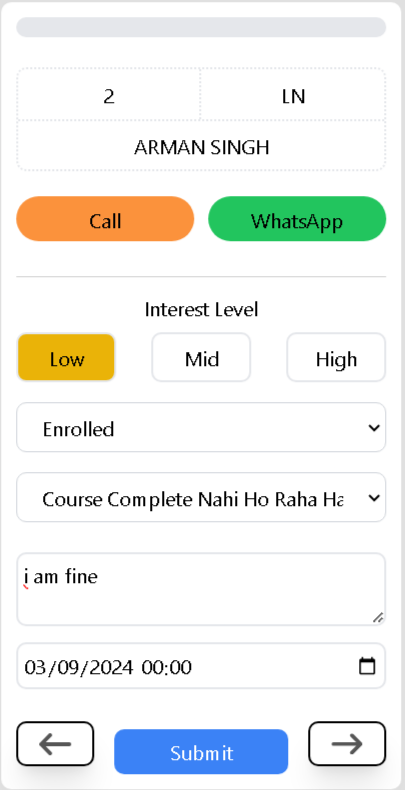 2
LN
ARMAN SINGH
Call
WhatsApp
Interest Level
Low
Mid
High
Enrolled
Course Complete Nahi Ho Raha Ha
i am fine
03/09/2024 00:00
Submit